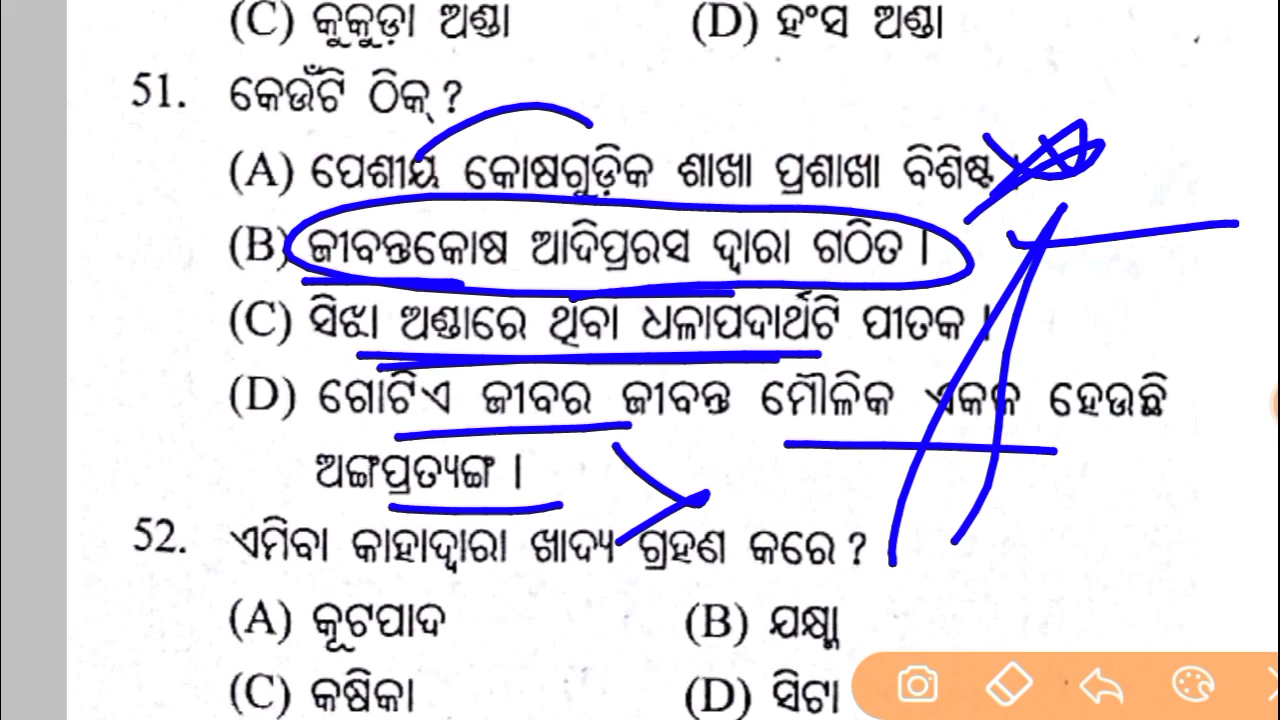 (C) କୁକୁଡ଼ା ଅଣ୍ଡା (D) ହଂସ ଅଣ୍ଡା
51. କେଉଁଟି ଠିକ୍ ?
(A) ପେଶୀୟ କୋଷଗୁଡ଼ିକ ଶାଖା ପ୍ରଶାଖା ବିଶିଷ୍ଟ ।
(B) ଜୀବନ୍ତକୋଷ ଆଦିପ୍ରରସ ଦ୍ୱାରା ଗଠିତ ।
(C) ସିଝା ଅଣ୍ଡାରେ ଥିବା ଧଳାପଦାର୍ଥଟି ପୀତକ ।
(D) ଗୋଟିଏ ଜୀବର ଜୀବନ୍ତ ମୌଳିକ ଏକକ ହେଉଛି
ଅଙ୍ଗପ୍ରତ୍ୟଙ୍ଗ ।
52. ଏମିବା କାହାଦ୍ୱାରା ଖାଦ୍ୟ ଗ୍ରହଣ କରେ ?
(A) କୂଟପାଦ (B) ଯକ୍ଷ୍ମା
(C) କଷିକା (D) ସିଟା